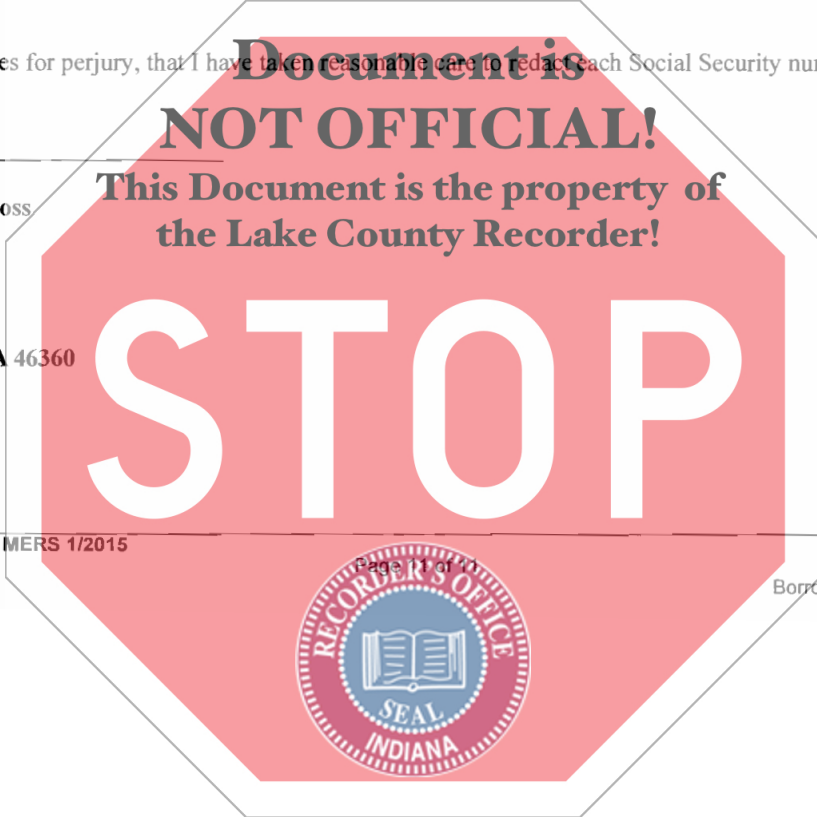 Document is
es for perjury, that I have taken reasonable care to redact each Social Security nu
NOT OFFICIAL!
This Document is the property of
the Lake County Recorder!
oss
46360
STOP
MERS 1/2015
Page 11 of 11
Borro
RECORDER'S OFFICE
SEAL
INDIANA